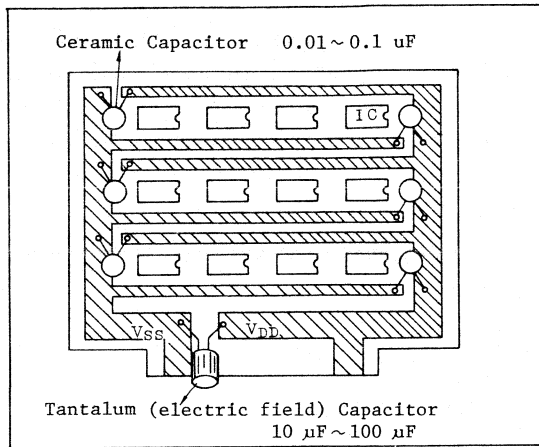 Ceramic Capacitor 0.01~0.1 uF
IC
VSS VDD
Tantalum (electric field) Capacitor
10 μF~100 μF